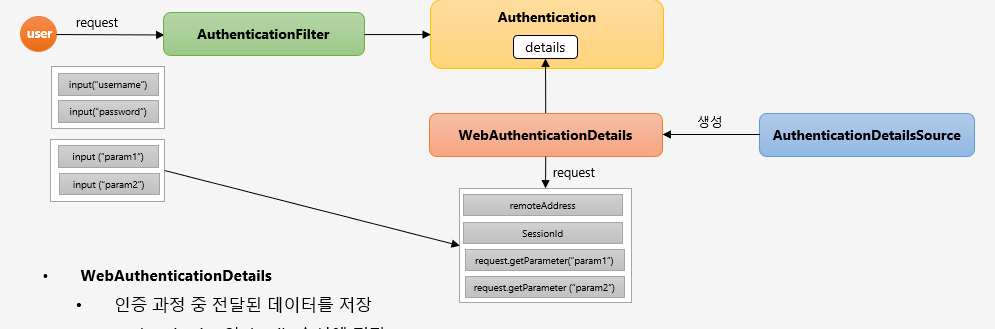 user
request
AuthenticationFilter
Authentication
details
input("username")
input("password")
input ("param1")
input ("param2")
WebAuthenticationDetails
생성
AuthenticationDetailsSource
request
remoteAddress
SessionId
request.getParameter("param1")
request.getParameter ("param2")
• WebAuthenticationDetails
• 인증 과정 중 전달된 데이터를 저장